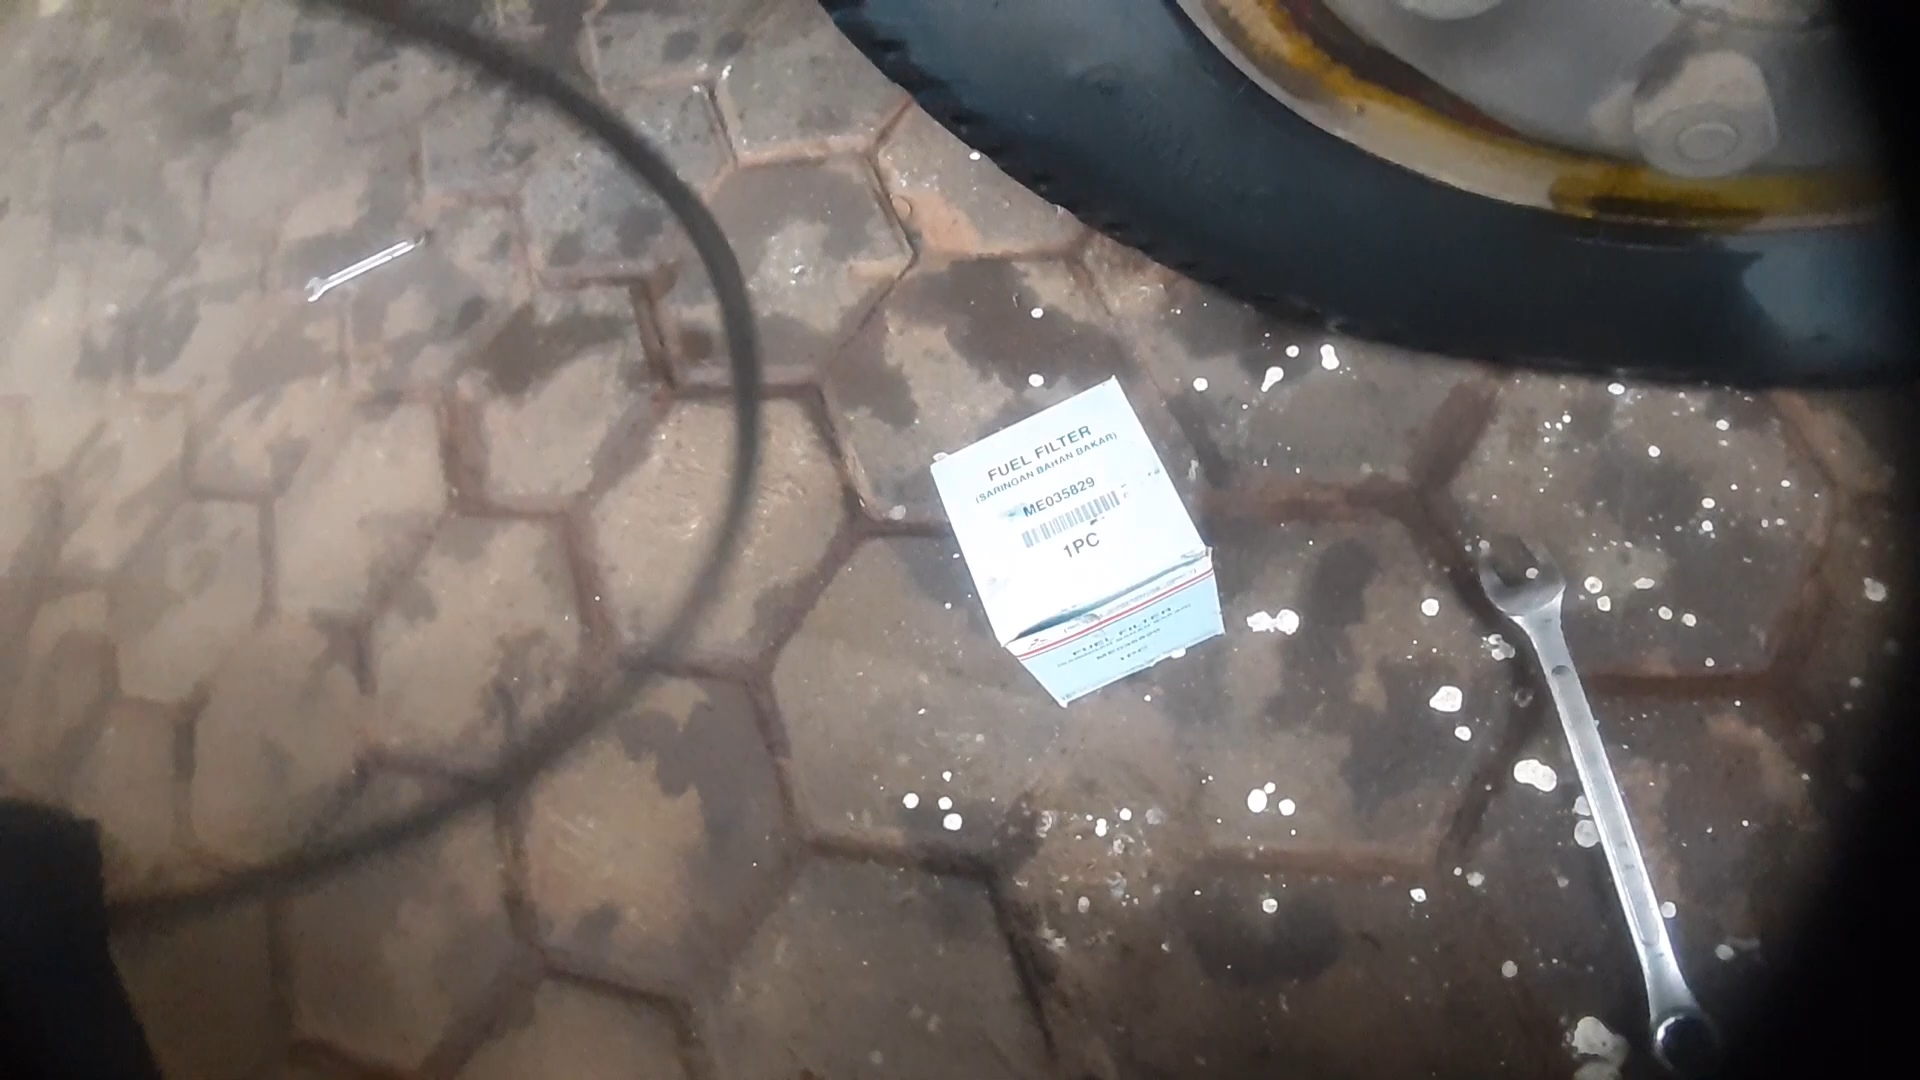 FUEL FILTER
(SARINGAN BAHAN BAKAR)
ME035829
1PC
FUEL FILTER